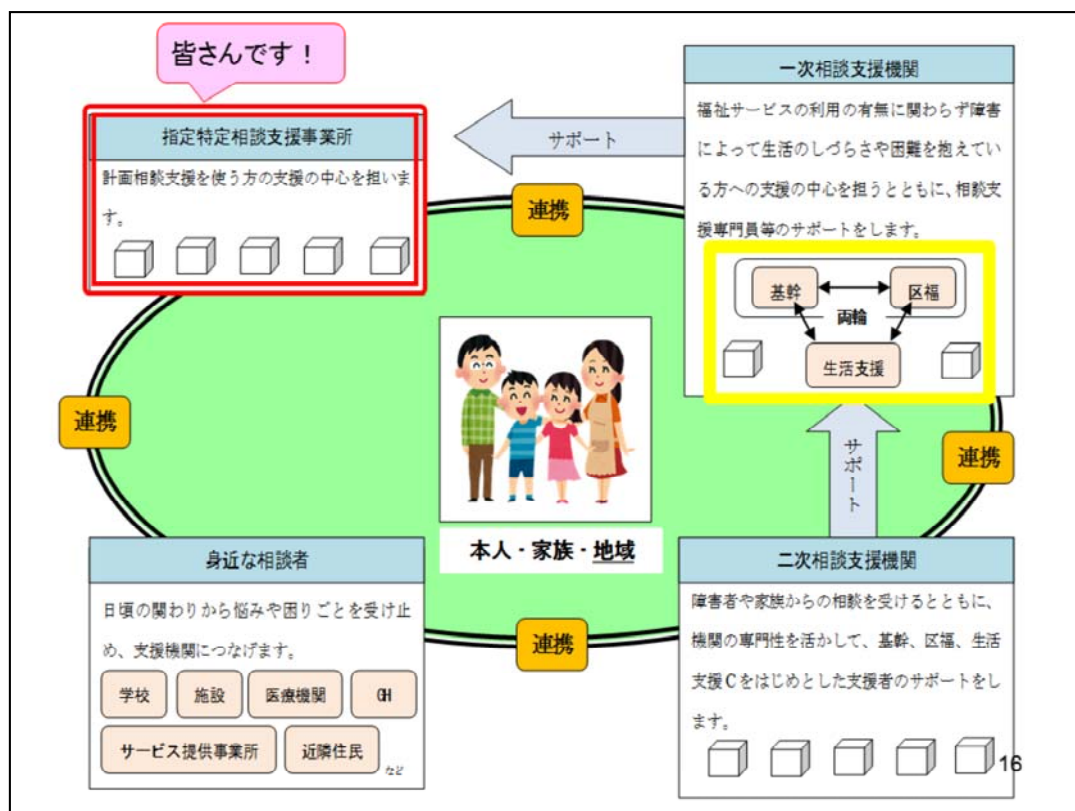 皆さんです！
指定特定相談支援事業所
計画相談支援を使う方の支援の中心を担いま
す。
サポート
一次相談支援機関
福祉サービスの利用の有無に関わらず障害
によって生活のしづらさや困難を抱えてい
る方への支援の中心を担うとともに、相談支
援専門員等のサポートをします。
基幹
区福
両輪
生活支援
連携
連携
連携
サポート
本人・家族・地域
身近な相談者
日頃の関わりから悩みや困りごとを受け止
め、支援機関につなげます。
学校
施設
医療機関
GH
サービス提供事業所
近隣住民
など
連携
二次相談支援機関
障害者や家族からの相談を受けるとともに、
機関の専門性を活かして、基幹、区福、生活
支援Cをはじめとした支援者のサポートをし
ます。
16